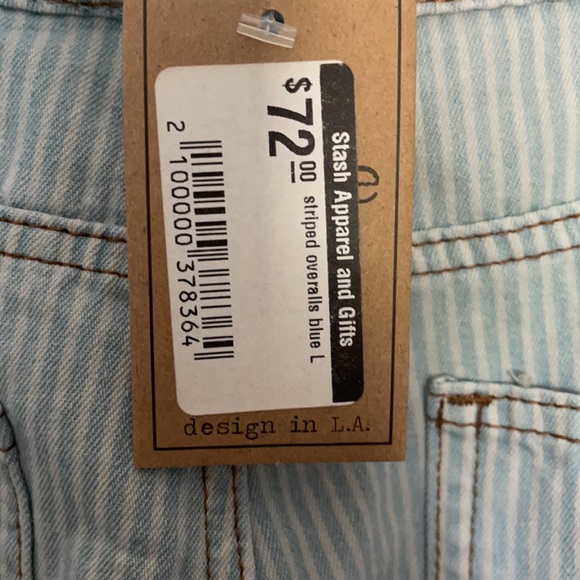 Stash Apparel and Gifts
$72.00
striped overalls blue L
2 100000 378364
design in L.A.